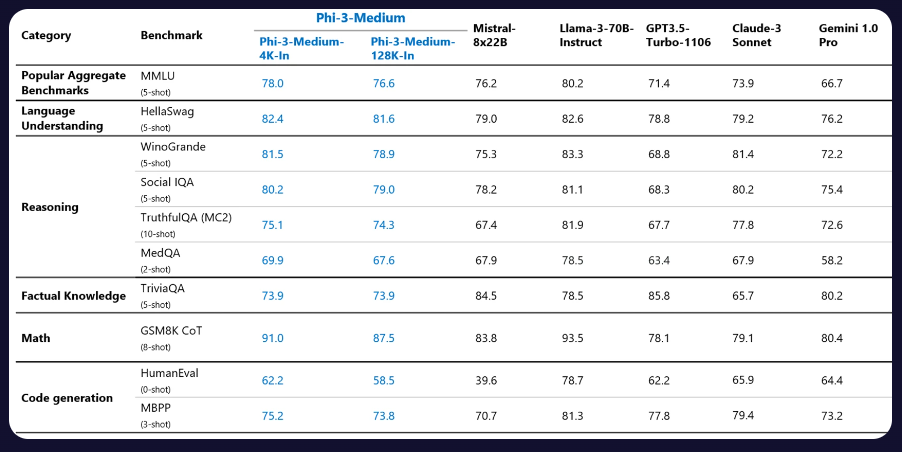 Phi-3-Medium
Category Benchmark Phi-3-Medium-4K-In Phi-3-Medium-128K-In Mistral-8x22B Llama-3-70B-Instruct GPT3.5-Turbo-1106 Claude-3 Sonnet Gemini 1.0 Pro
Popular Aggregate Benchmarks MMLU (5-shot) 78.0 76.6 76.2 80.2 71.4 73.9 66.7
Language Understanding HellaSwag (5-shot) 82.4 81.6 79.0 82.6 78.8 79.2 76.2
Reasoning
WinoGrande (5-shot) 81.5 78.9 75.3 83.3 68.8 81.4 72.2
Social IQA (5-shot) 80.2 79.0 78.2 81.1 68.3 80.2 75.4
TruthfulQA (MC2) (10-shot) 75.1 74.3 67.4 81.9 67.7 77.8 72.6
MedQA (2-shot) 69.9 67.6 67.9 78.5 63.4 67.9 58.2
Factual Knowledge TriviaQA (5-shot) 73.9 73.9 84.5 78.5 85.8 65.7 80.2
Math GSM8K CoT (8-shot) 91.0 87.5 83.8 93.5 78.1 79.1 80.4
Code generation
HumanEval (0-shot) 62.2 58.5 39.6 78.7 62.2 65.9 64.4
MBPP (3-shot) 75.2 73.8 70.7 81.3 77.8 79.4 73.2